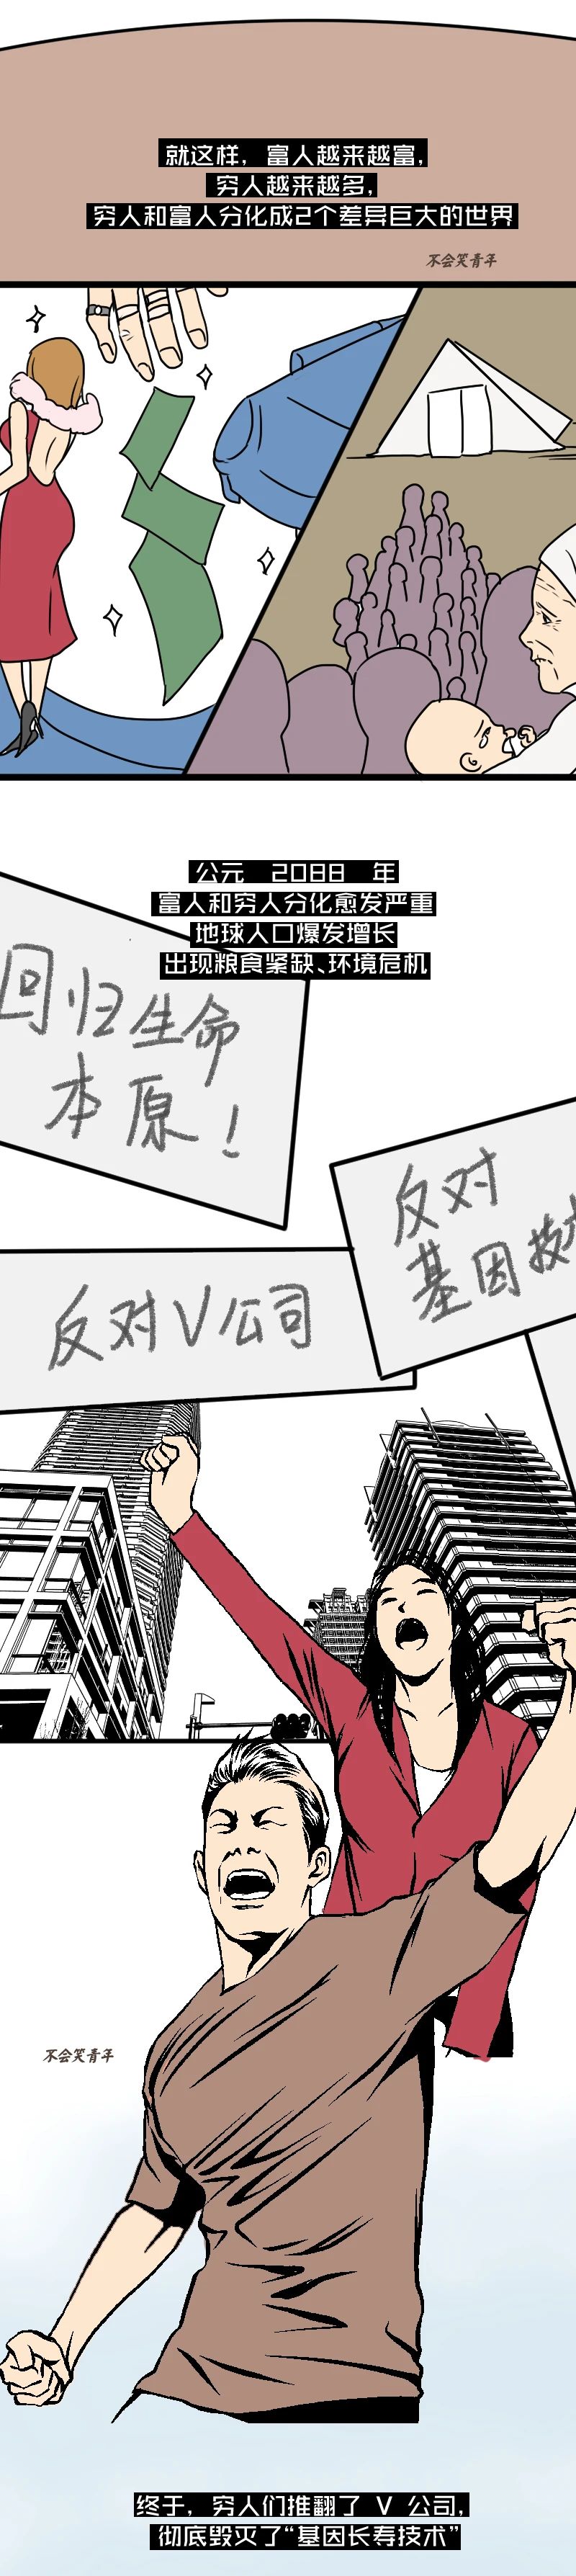 就这样，富人越来越富，
穷人越来越多，
穷人和富人分化成2个差异巨大的世界
不会笑青年
公元 2088 年
富人和穷人分化愈发严重
地球人口爆发增长
出现粮食紧缺、环境危机
回归生命
本原！
反对
基因技
反对V公司
不会笑青年
终于，穷人们推翻了 V 公司，
彻底毁灭了“基因长寿技术”